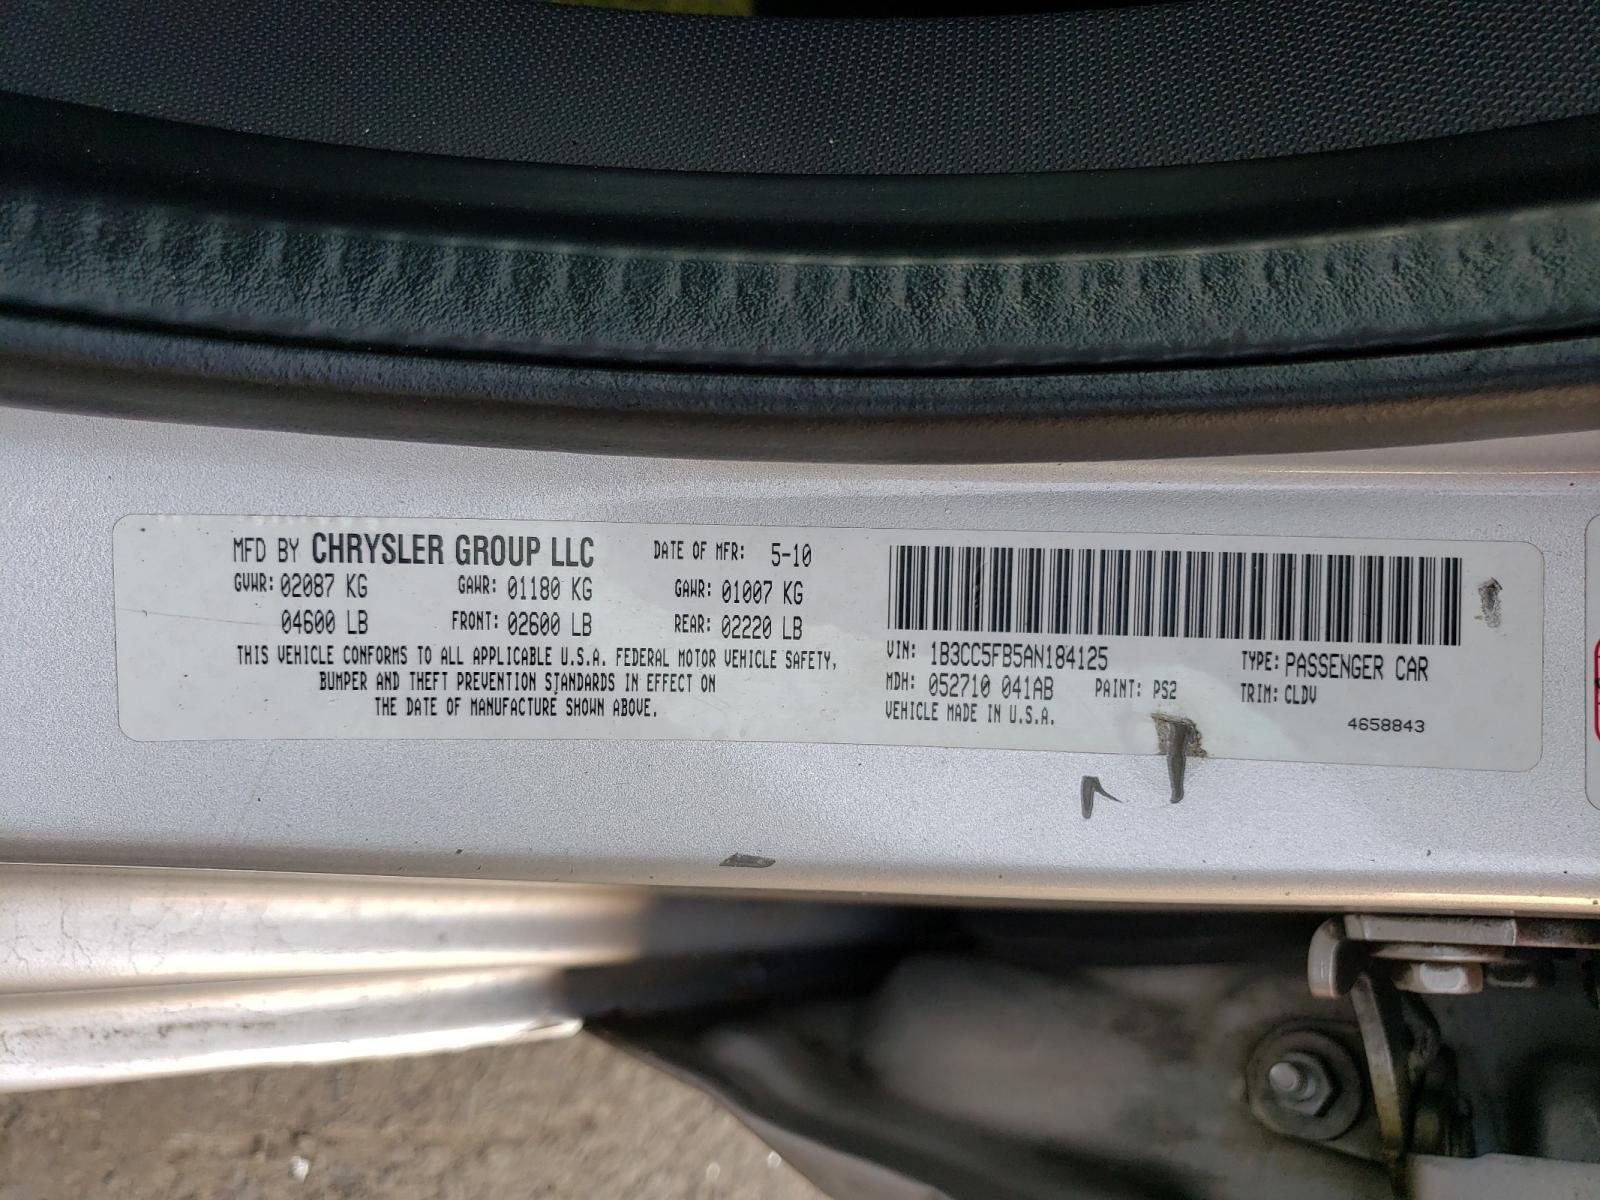 MFD BY CHRYSLER GROUP LLC DATE OF MFR: 5-10
GVWR: 02087 KG GAWR: 01180 KG GAWR: 01007 KG
04600 LB FRONT: 02600 LB REAR: 02220 LB
THIS VEHICLE CONFORMS TO ALL APPLICABLE U.S.A. FEDERAL MOTOR VEHICLE SAFETY,
BUMPER AND THEFT PREVENTION STANDARDS IN EFFECT ON
THE DATE OF MANUFACTURE SHOWN ABOVE.
VIN: 1B3CC5FB5AN184125 TYPE: PASSENGER CAR
MDH: 052710 041AB PAINT: PS2 TRIM: CLDV
VEHICLE MADE IN U.S.A. 4658843